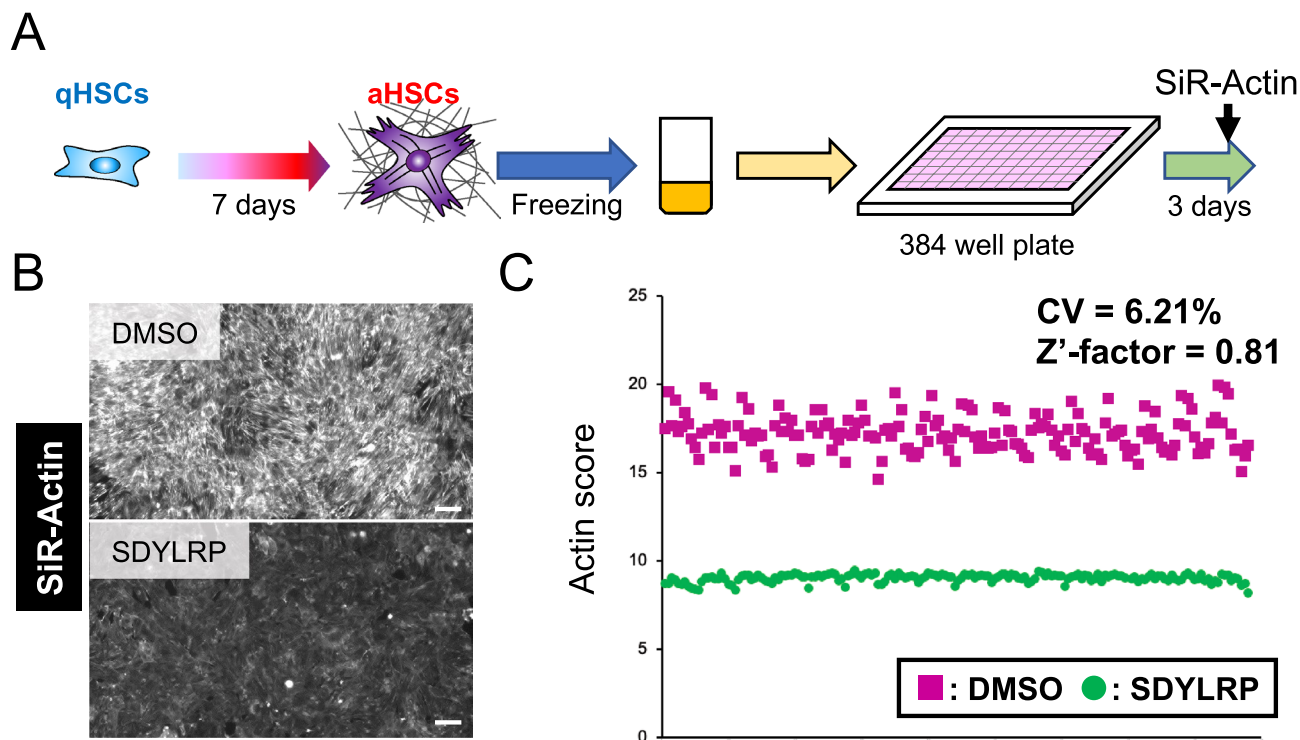 A
qHSCs
7 days
aHSCs
Freezing
384 well plate
SiR-Actin
3 days
B
SiR-Actin
DMSO
SDYLRP
C
CV = 6.21%
Z’-factor = 0.81
Actin score
25
20
15
10
5
0
: DMSO : SDYLRP